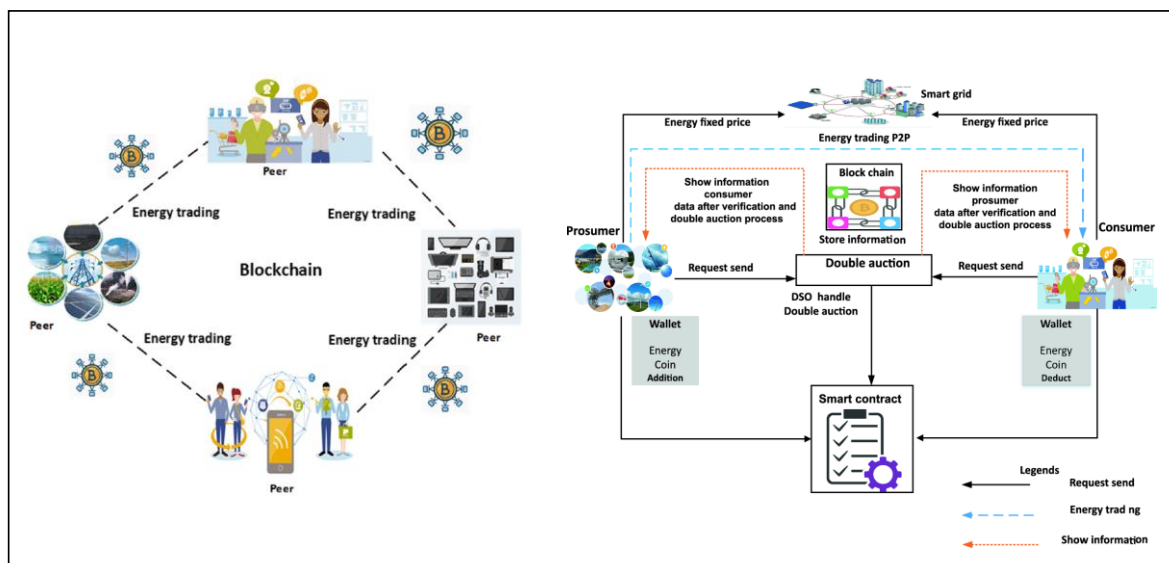 Peer
Energy trading
Energy trading
Blockchain
Peer
Peer
Energy trading
Energy trading
Peer
Smart grid
Energy fixed price
Energy fixed price
Energy trading P2P
Block chain
Show information
consumer
data after verification and
double auction process
Show information
prosumer
data after verification and
double auction process
Prosumer
Consumer
Store information
Request send
Double auction
Request send
DSO handle
Double auction
Wallet
Energy
Coin
Addition
Wallet
Energy
Coin
Deduct
Smart contract
Legends
Request send
Energy trad ng
Show information